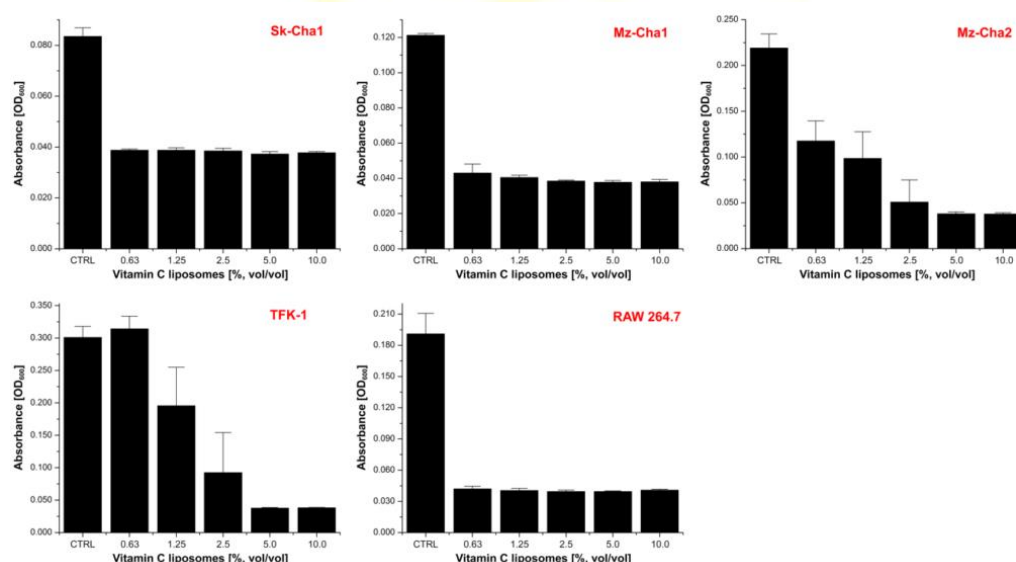 Sk-Cha1
Absorbance [OD₆₀₀]
0.080
0.060
0.040
0.020
0.000
CTRL 0.63 1.25 2.5 5.0 10.0
Vitamin C liposomes [%, vol/vol]
Mz-Cha1
Absorbance [OD₆₀₀]
0.120
0.100
0.080
0.060
0.040
0.020
0.000
CTRL 0.63 1.25 2.5 5.0 10.0
Vitamin C liposomes [%, vol/vol]
Mz-Cha2
Absorbance [OD₆₀₀]
0.250
0.200
0.150
0.100
0.050
0.000
CTRL 0.63 1.25 2.5 5.0 10.0
Vitamin C liposomes [%, vol/vol]
TFK-1
Absorbance [OD₆₀₀]
0.350
0.300
0.250
0.200
0.150
0.100
0.050
0.000
CTRL 0.63 1.25 2.5 5.0 10.0
Vitamin C liposomes [%, vol/vol]
RAW 264.7
Absorbance [OD₆₀₀]
0.210
0.180
0.150
0.120
0.090
0.060
0.030
0.000
CTRL 0.63 1.25 2.5 5.0 10.0
Vitamin C liposomes [%, vol/vol]